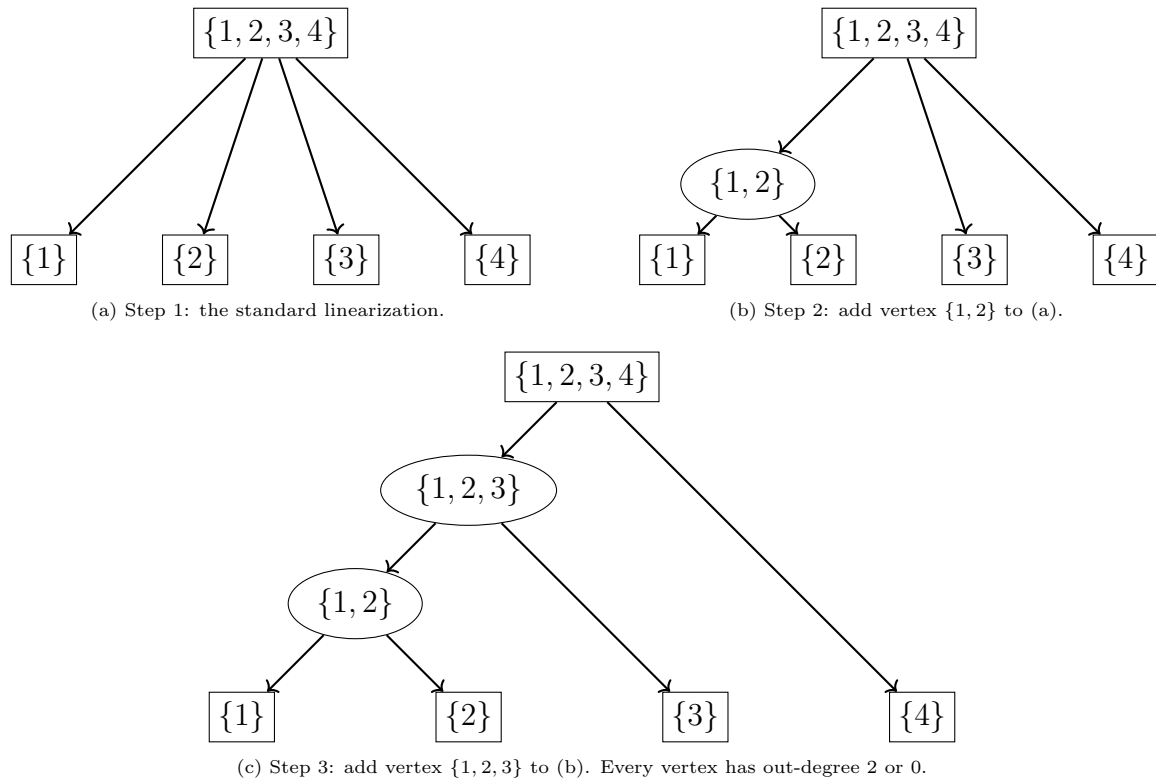 {1, 2, 3, 4} {1, 2, 3, 4}
{1, 2}
{1} {2} {3} {4} {1} {2} {3} {4}
(a) Step 1: the standard linearization. (b) Step 2: add vertex {1, 2} to (a).
{1, 2, 3, 4}
{1, 2, 3}
{1, 2}
{1} {2} {3} {4}
(c) Step 3: add vertex {1, 2, 3} to (b). Every vertex has out-degree 2 or 0.